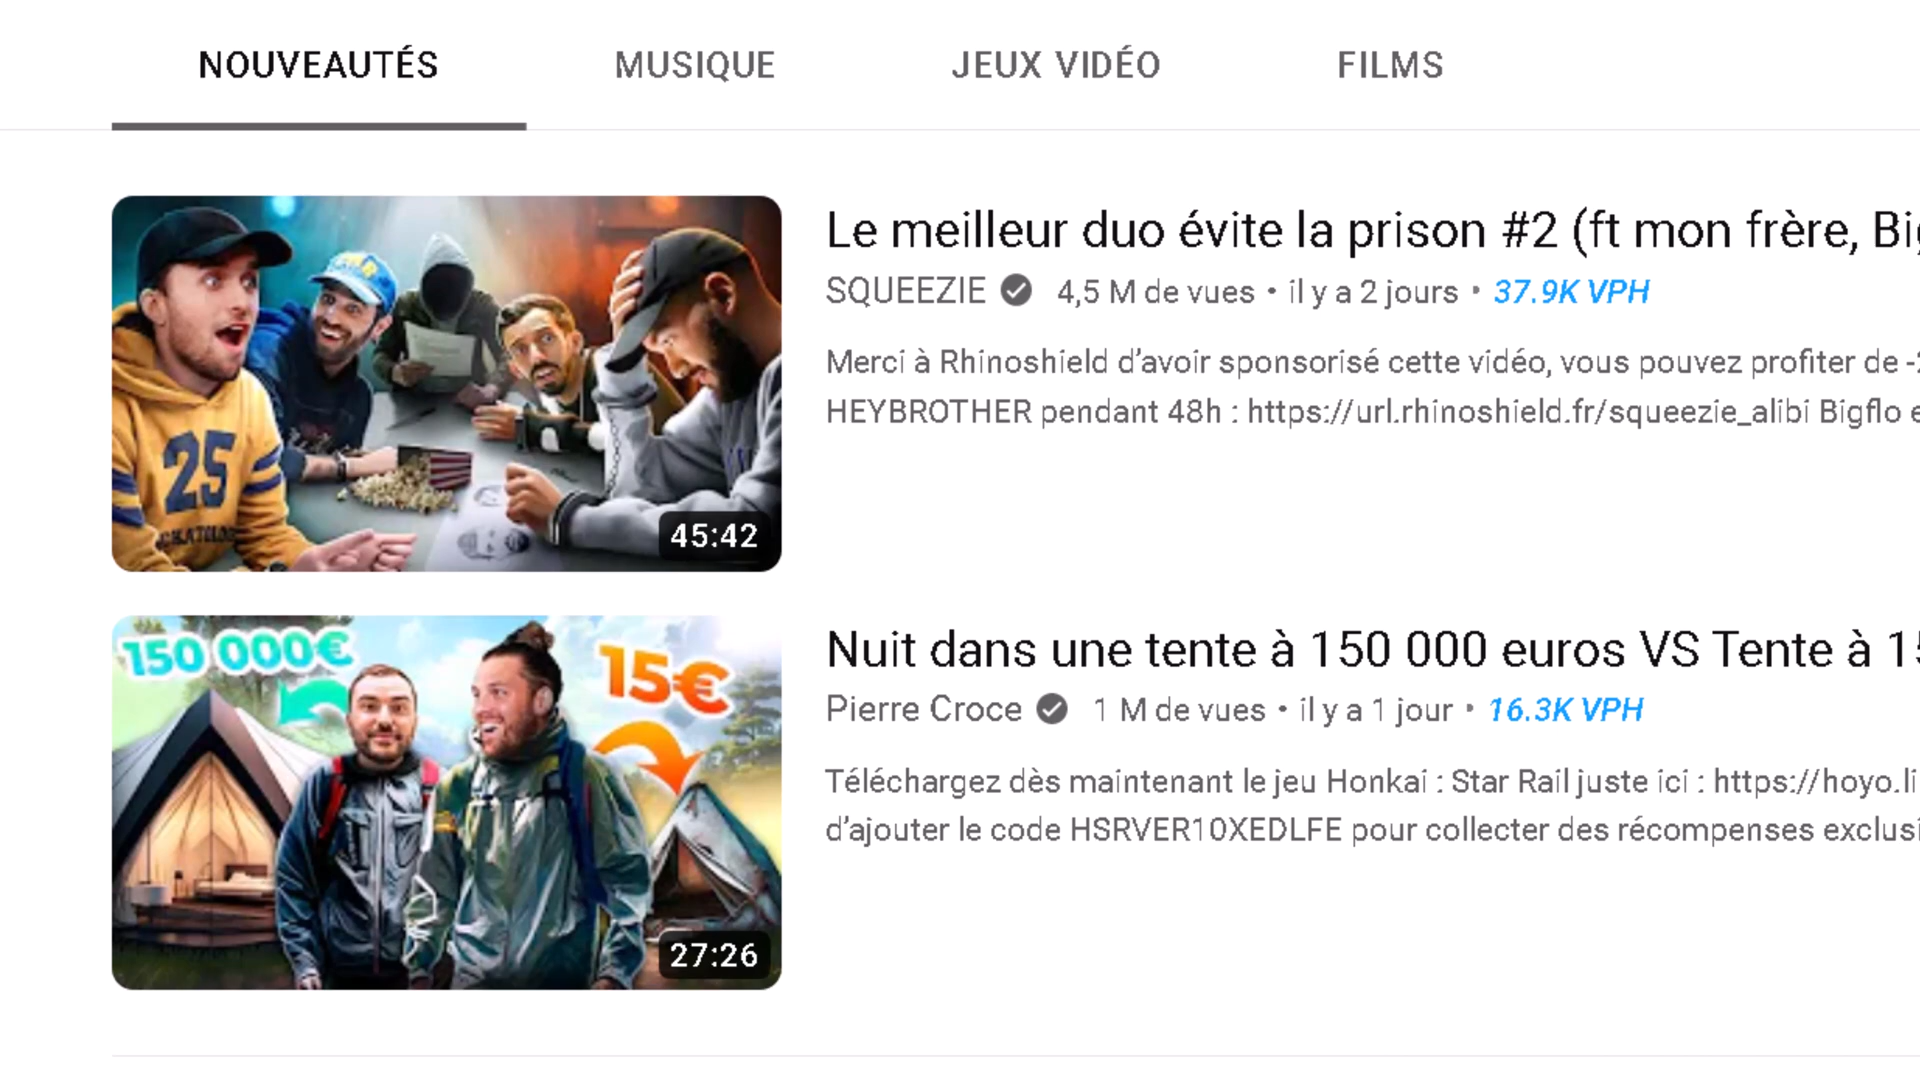 NOUVEAUTÉS MUSIQUE JEUX VIDÉO FILMS
Le meilleur duo évite la prison #2 (ft mon frère,
SQUEEZIE 4,5 M de vues • il y a 2 jours • 37.9K VPH
Merci à Rhinoshield d'avoir sponsorisé cette vidéo, vous pouvez profiter de
HEYBROTHER pendant 48h : https://url.rhinoshield.fr/squeezie_alibi Bigflo
25
45:42
150 000€
15€
27:26
Nuit dans une tente à 150 000 euros VS Tente à
Pierre Croce 1 M de vues • il y a 1 jour • 16.3K VPH
Téléchargez dès maintenant le jeu Honkai : Star Rail juste ici : https://hoyo.li
d'ajouter le code HSRVER10XEDLFE pour collecter des récompenses